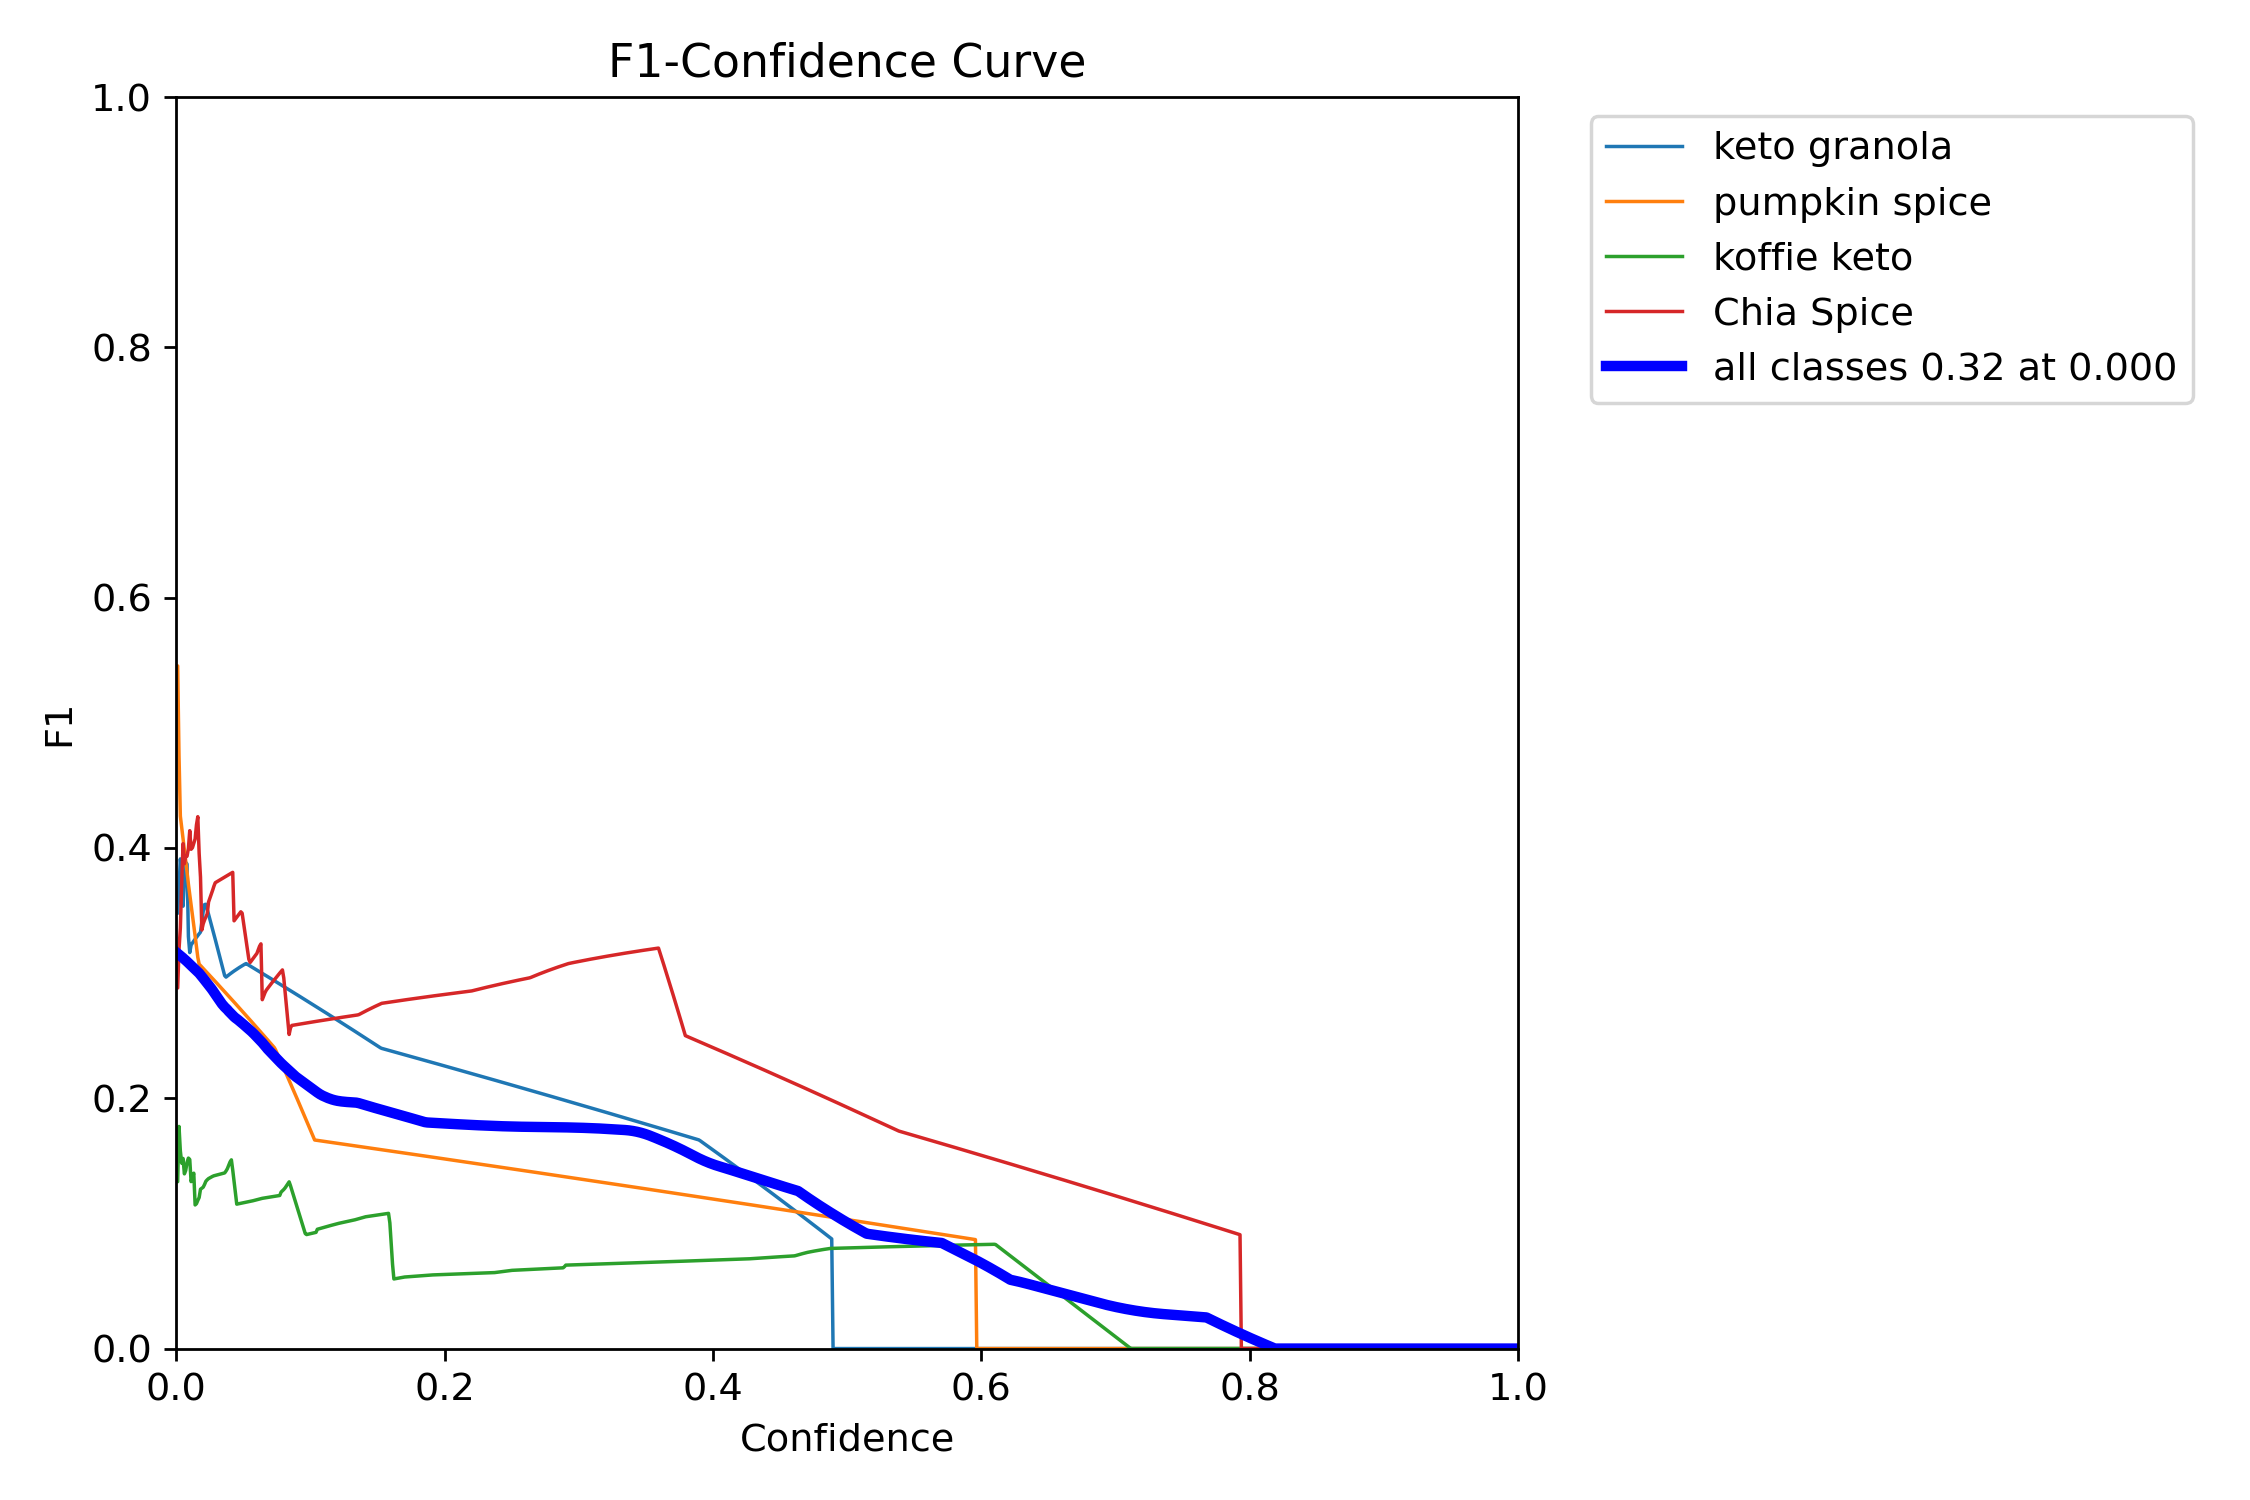 F1-Confidence Curve
1.0
0.8
0.6
0.4
0.2
0.0
F1
0.0 0.2 0.4 0.6 0.8 1.0
Confidence
keto granola
pumpkin spice
koffie keto
Chia Spice
all classes 0.32 at 0.000